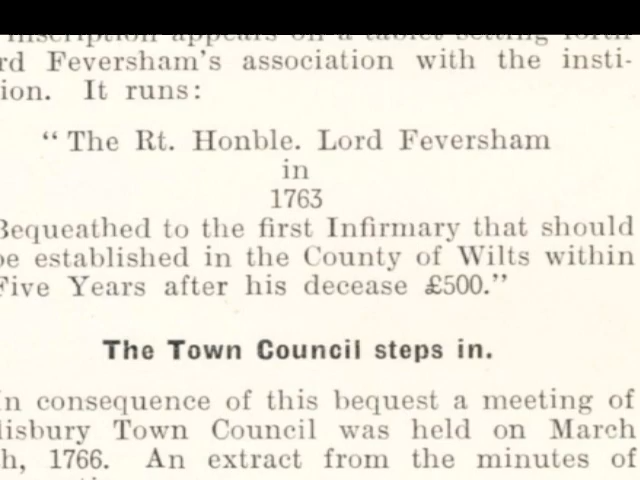 inscription appears on a tablet setting forth
rd Feversham's association with the insti-
ion. It runs:
“ The Rt. Honble. Lord Feversham
in
1763
Bequeathed to the first Infirmary that should
be established in the County of Wilts within
Five Years after his decease £500.”
The Town Council steps in.
In consequence of this bequest a meeting of
lisbury Town Council was held on March
h, 1766. An extract from the minutes of